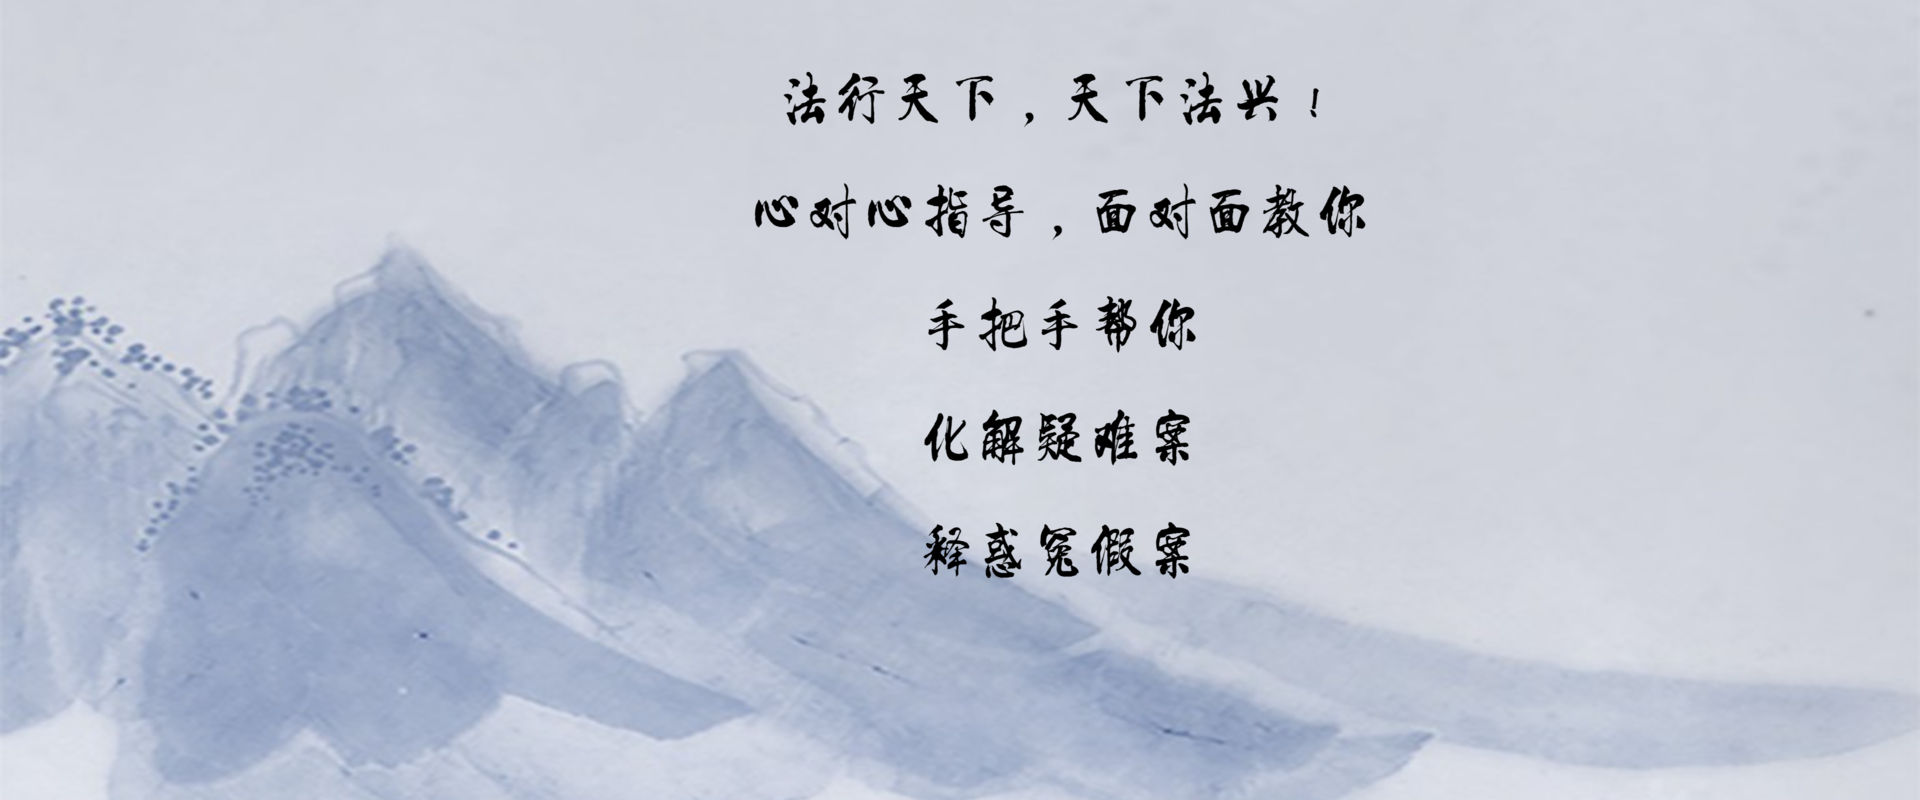 法行天下，天下法兴！
心对心指导，面对面教你
手把手帮你
化解疑难案
释惑冤假案